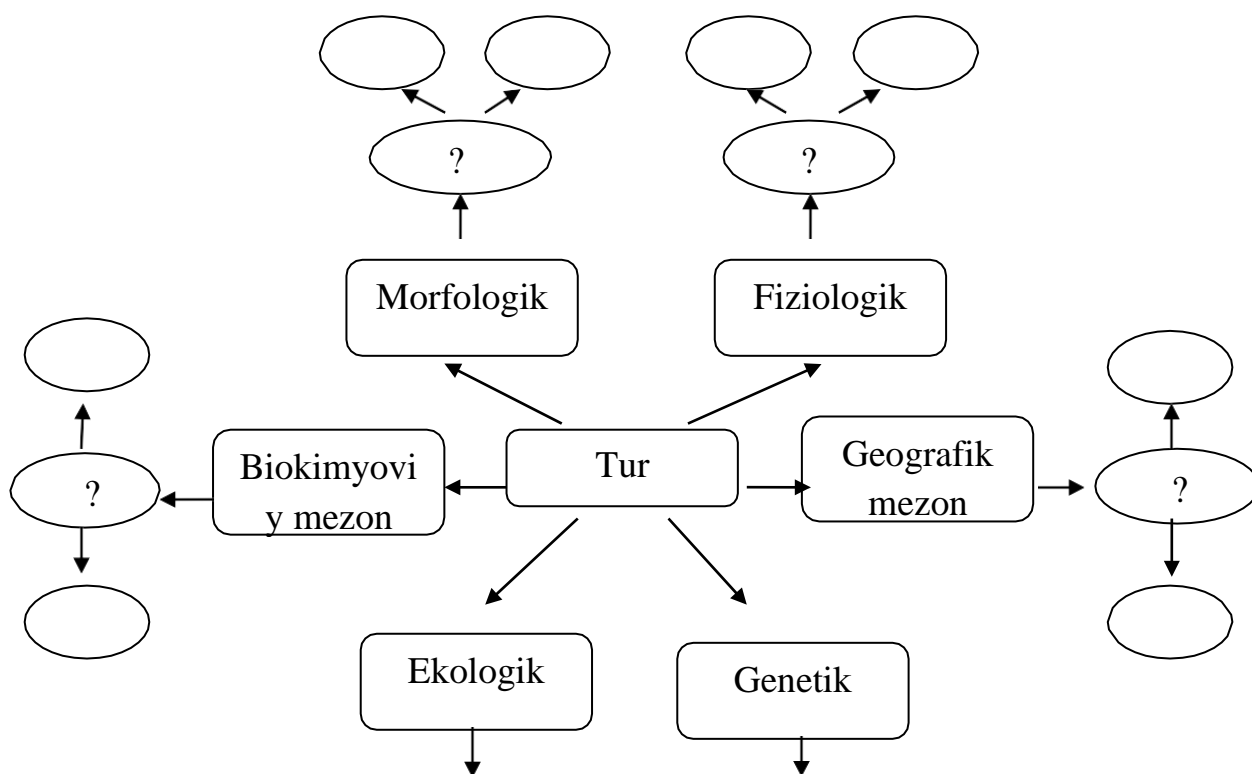 ?
?
Morfologik
Fiziologik
Biokimyovi
y mezon
Tur
Geografik
mezon
?
?
Ekologik
Genetik